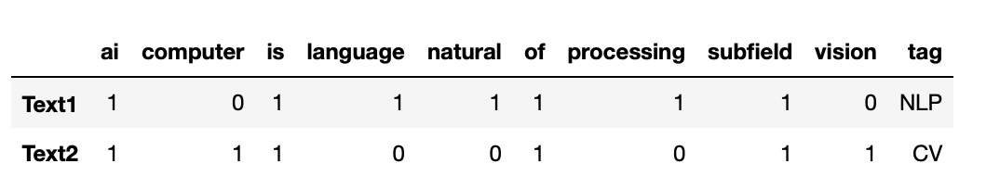 ai computer is language natural of processing subfield vision tag
Text1 1 0 1 1 1 1 1 1 0 NLP
Text2 1 1 1 0 0 1 0 1 1 CV